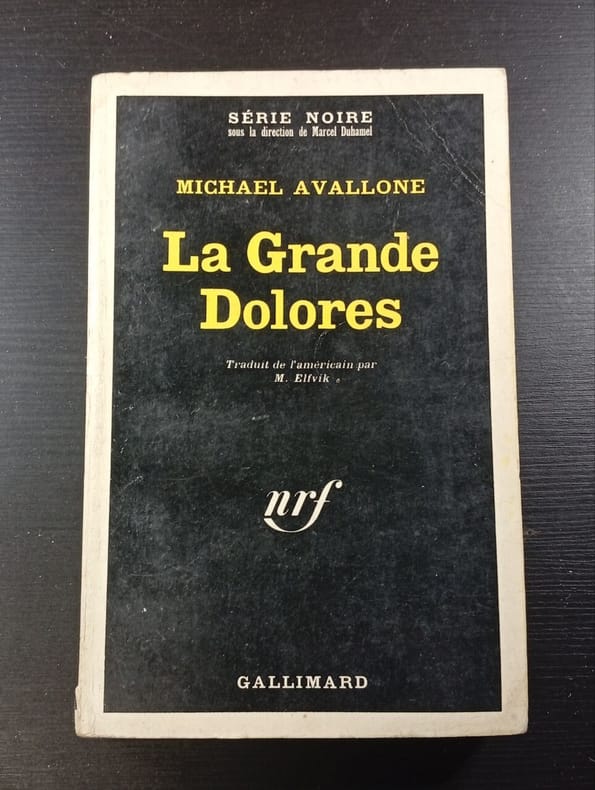 SÉRIE NOIRE
sous la direction de Marcel Duhamel
MICHAEL AVALLONE
La Grande
Dolores
Traduit de l'américain par
M. Elfvik
nrf
GALLIMARD